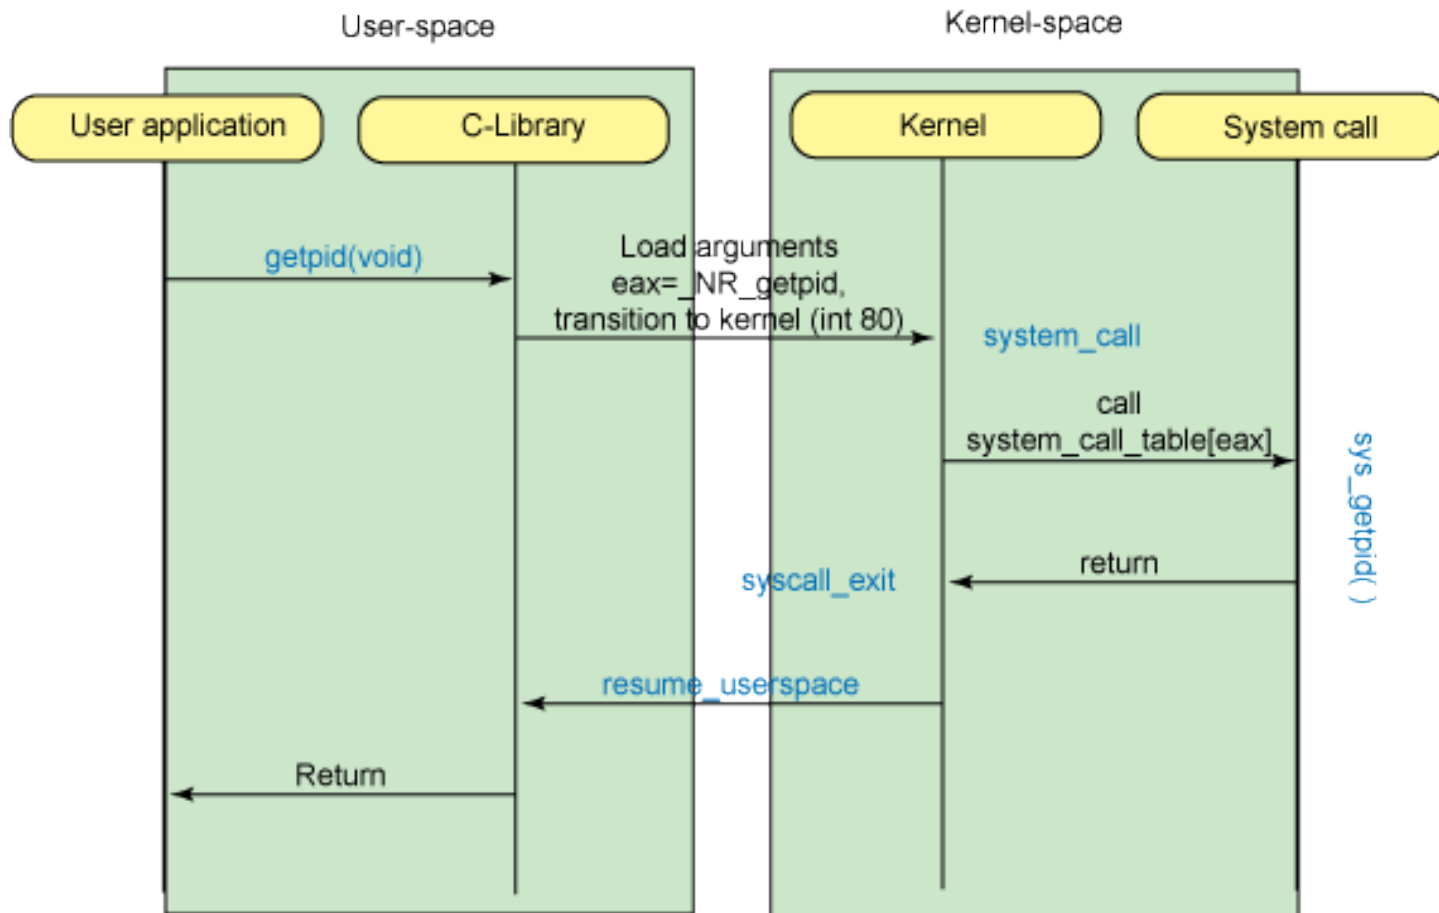 User-space
Kernel-space
User application
C-Library
Kernel
System call
getpid(void)
Load arguments
eax=_NR_getpid,
transition to kernel (int 80)
system_call
call
system_call_table[eax]
sys_getpid( )
return
syscall_exit
resume_userspace
Return